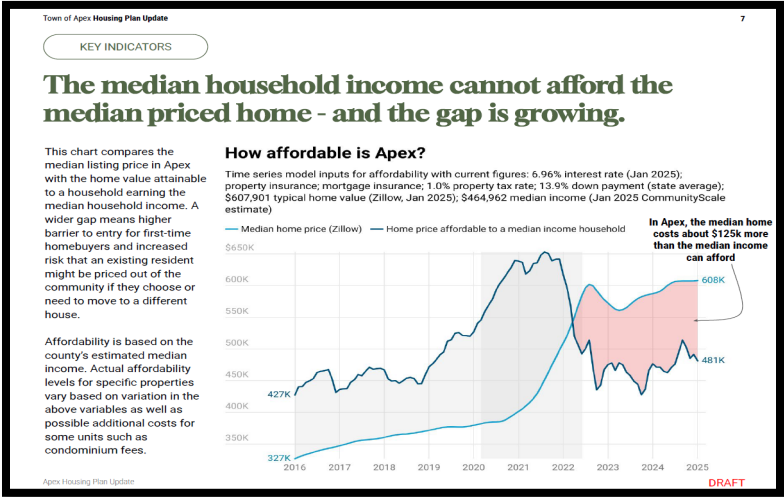 Town of Apex Housing Plan Update
7
KEY INDICATORS
The median household income cannot afford the
median priced home - and the gap is growing.
This chart compares the
median listing price in Apex
with the home value attainable
to a household earning the
median household income. A
wider gap means higher
barrier to entry for first-time
homebuyers and increased
risk that an existing resident
might be priced out of the
community if they choose or
need to move to a different
house.
Affordability is based on the
county's estimated median
income. Actual affordability
levels for specific properties
vary based on variation in the
above variables as well as
possible additional costs for
some units such as
condominium fees.
How affordable is Apex?
Time series model inputs for affordability with current figures: 6.96% interest rate (Jan 2025);
property insurance; mortgage insurance; 1.0% property tax rate; 13.9% down payment (state average);
$607,901 typical home value (Zillow, Jan 2025); $464,962 median income (Jan 2025 CommunityScale
estimate)
Median home price (Zillow)
Home price affordable to a median income household
In Apex, the median home
costs about $125k more
than the median income
can afford
$650K
600K
550K
500K
450K
400K
350K
427K
327K
608K
481K
2016 2017 2018 2019 2020 2021 2022 2023 2024 2025
Apex Housing Plan Update
DRAFT